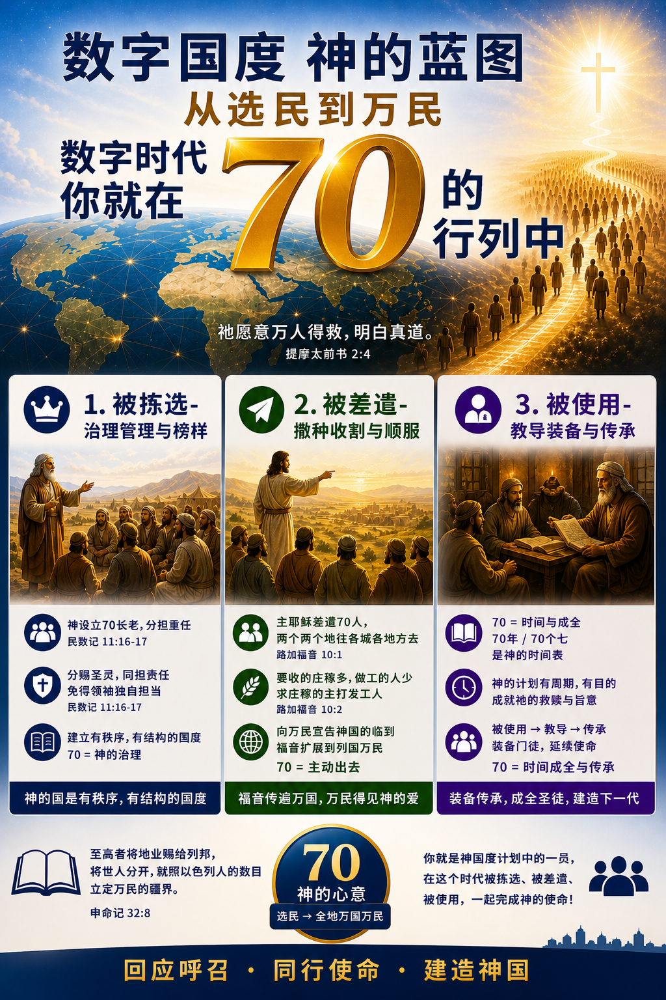 数字国度 神的蓝图
从选民到万民
数字时代
你就在
70
的
行列中
祂愿意万人得救，明白真道。
提摩太前书 2:4
1. 被拣选-
治理管理与榜样
神设立70长老，分担重任
民数记 11:16-17
分赐圣灵，同担责任
免得领袖独自担当
民数记 11:16-17
建立有秩序，有结构的国度
70 = 神的治理
神的国是有秩序，有结构的国度
2. 被差遣-
撒种收割与顺服
主耶稣差遣70人，
两个两个地往各城各地方去
路加福音 10:1
要收的庄稼多，做工的人少
求庄稼的主打发工人
路加福音 10:2
向万民宣告神国的临到
福音扩展到列国万民
70 = 主动出去
福音传遍万国，万民得见神的爱
3. 被使用-
教导装备与传承
70 = 时间与成全
70年 / 70个七
是神的时间表
神的计划有周期，有目的
成就祂的救赎与旨意
被使用 → 教导 → 传承
装备门徒，延续使命
70 = 时间成全与传承
装备传承，成全圣徒，建造下一代
至高者将地业赐给列邦，
将世人分开，就照以色列人的数目
立定万民的疆界。
申命记 32:8
70
神的心意
选民 → 全地万国万民
你就是神国度计划中的一员，
在这个时代被拣选、被差遣、
被使用，一起完成神的使命！
回应呼召 · 同行使命 · 建造神国